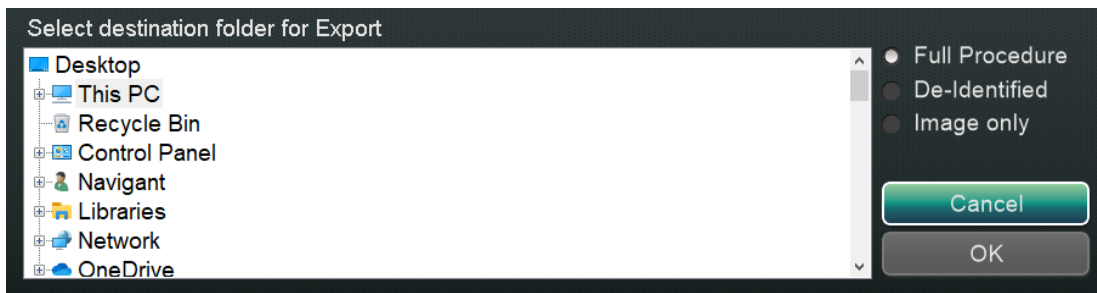 Select destination folder for Export
Desktop
This PC
Recycle Bin
Control Panel
Navigant
Libraries
Network
OneDrive
Full Procedure
De-Identified
Image only
Cancel
OK